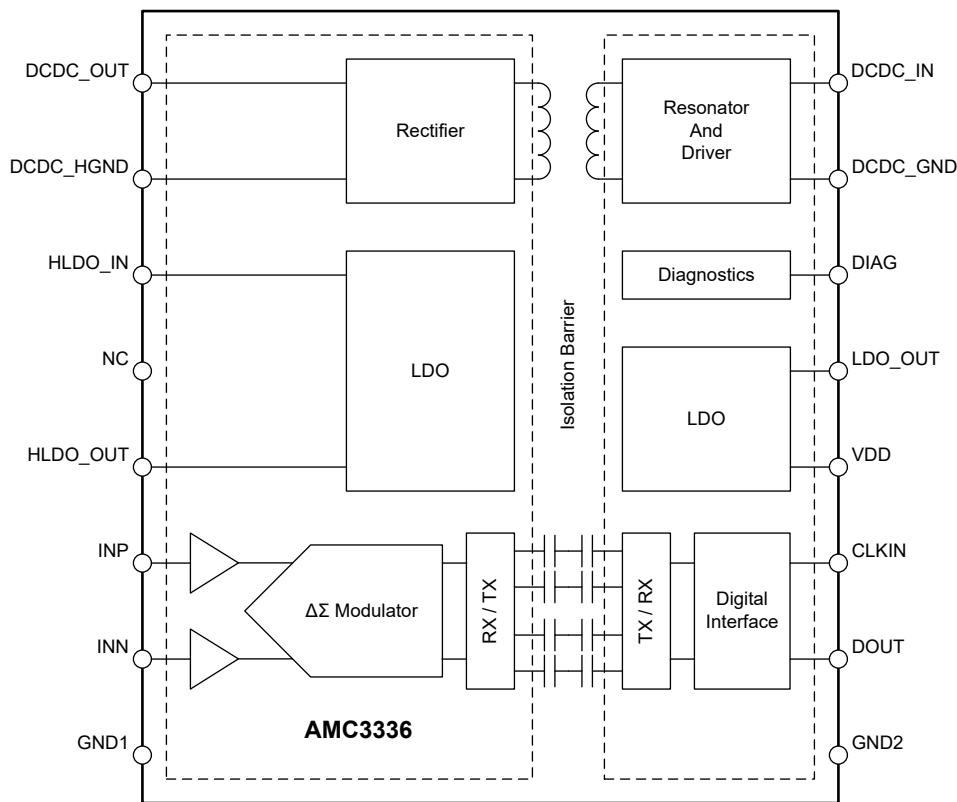 DCDC_OUT
DCDC_HGND
HLDO_IN
NC
HLDO_OUT
INP
INN
GND1
Rectifier
LDO
ΔΣ Modulator
RX / TX
AMC3336
Isolation Barrier
Resonator
And
Driver
Diagnostics
LDO
TX / RX
Digital
Interface
DCDC_IN
DCDC_GND
DIAG
LDO_OUT
VDD
CLKIN
DOUT
GND2